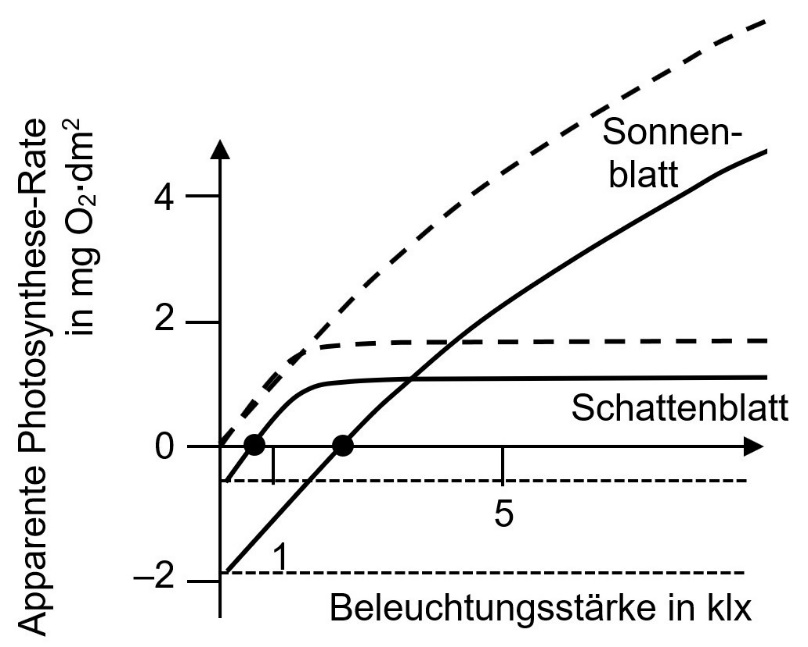 Apparente Photosynthese-Rate
in mg O₂·dm²
4
2
0
–2
Sonnen-
blatt
Schattenblatt
5
1
Beleuchtungsstärke in klx